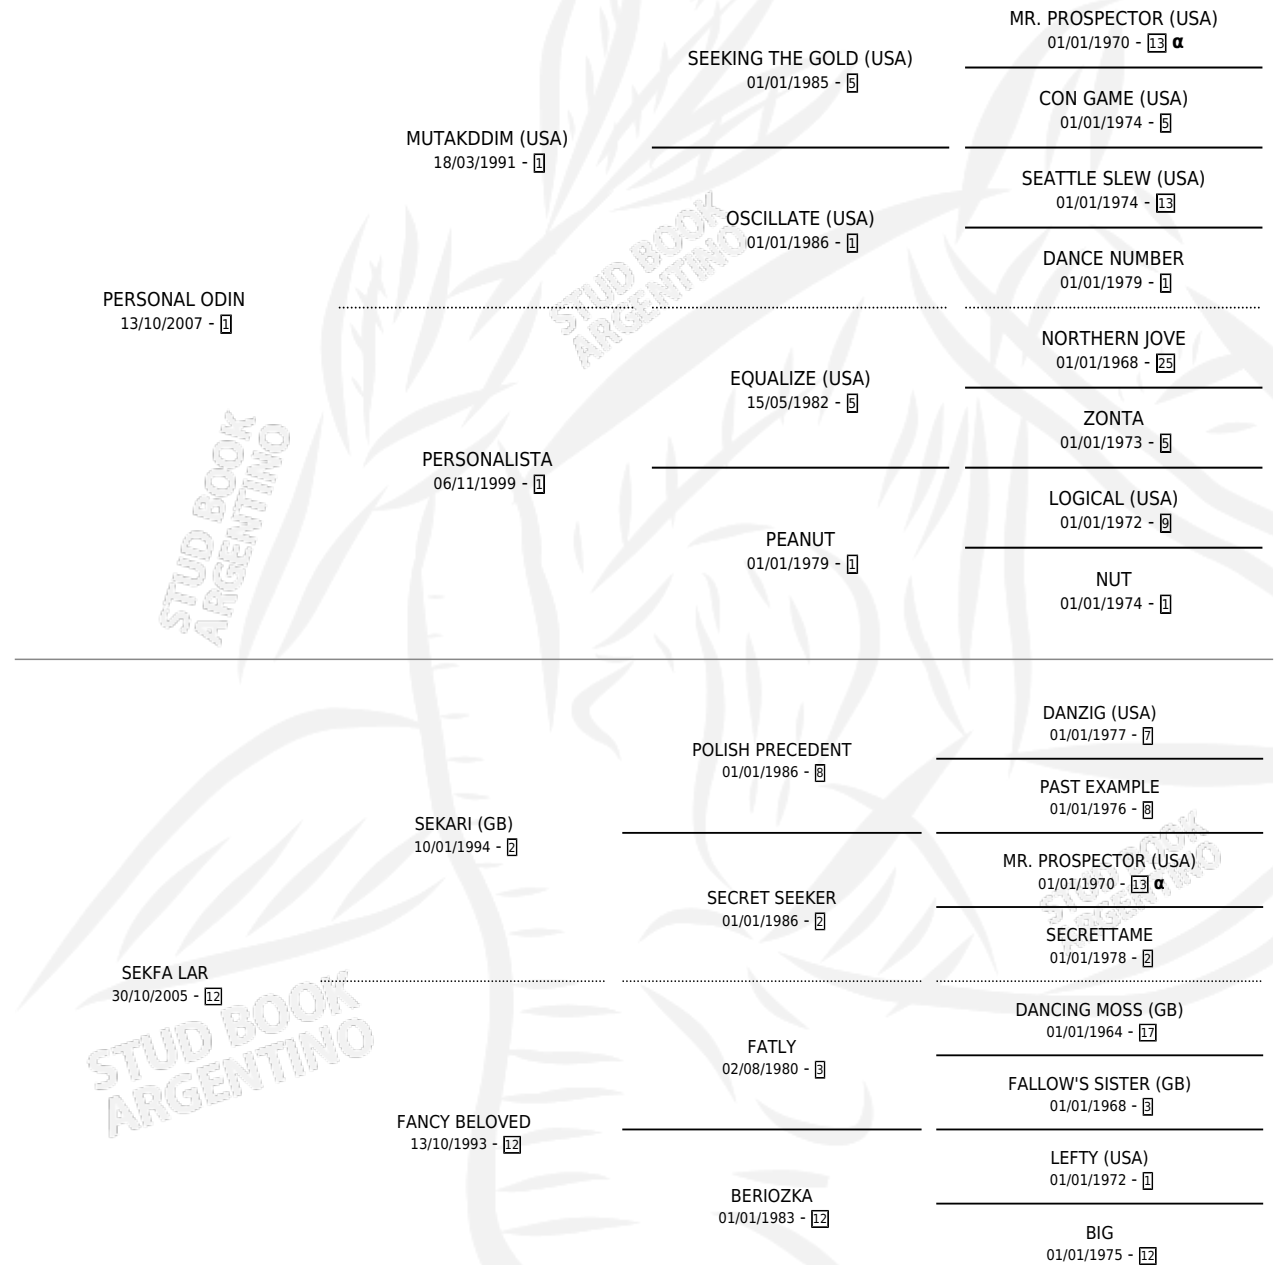 MR. PROSPECTOR (USA)
01/01/1970 - 13 α
SEEKING THE GOLD (USA)
01/01/1985 - 5
CON GAME (USA)
01/01/1974 - 5
MUTAKDDIM (USA)
18/03/1991 - 1
SEATTLE SLEW (USA)
01/01/1974 - 13
OSCILLATE (USA)
01/01/1986 - 1
DANCE NUMBER
01/01/1979 - 1
PERSONAL ODIN
13/10/2007 - 1
NORTHERN JOVE
01/01/1968 - 25
EQUALIZE (USA)
15/05/1982 - 5
ZONTA
01/01/1973 - 5
PERSONALISTA
06/11/1999 - 1
LOGICAL (USA)
01/01/1972 - 9
PEANUT
01/01/1979 - 1
NUT
01/01/1974 - 1
DANZIG (USA)
01/01/1977 - 7
POLISH PRECEDENT
01/01/1986 - 8
PAST EXAMPLE
01/01/1976 - 8
SEKARI (GB)
10/01/1994 - 2
MR. PROSPECTOR (USA)
01/01/1970 - 13 α
SECRET SEEKER
01/01/1986 - 2
SECRETTAME
01/01/1978 - 2
SEKFA LAR
30/10/2005 - 12
DANCING MOSS (GB)
01/01/1964 - 17
FATLY
02/08/1980 - 3
FALLOW'S SISTER (GB)
01/01/1968 - 3
FANCY BELOVED
13/10/1993 - 12
LEFTY (USA)
01/01/1972 - 1
BERIOZKA
01/01/1983 - 12
BIG
01/01/1975 - 12
STUD BOOK
ARGENTINO
STUD BOOK
ARGENTINO
STUD BOOK
ARGENTINO
STUD BOOK
ARGENTINO